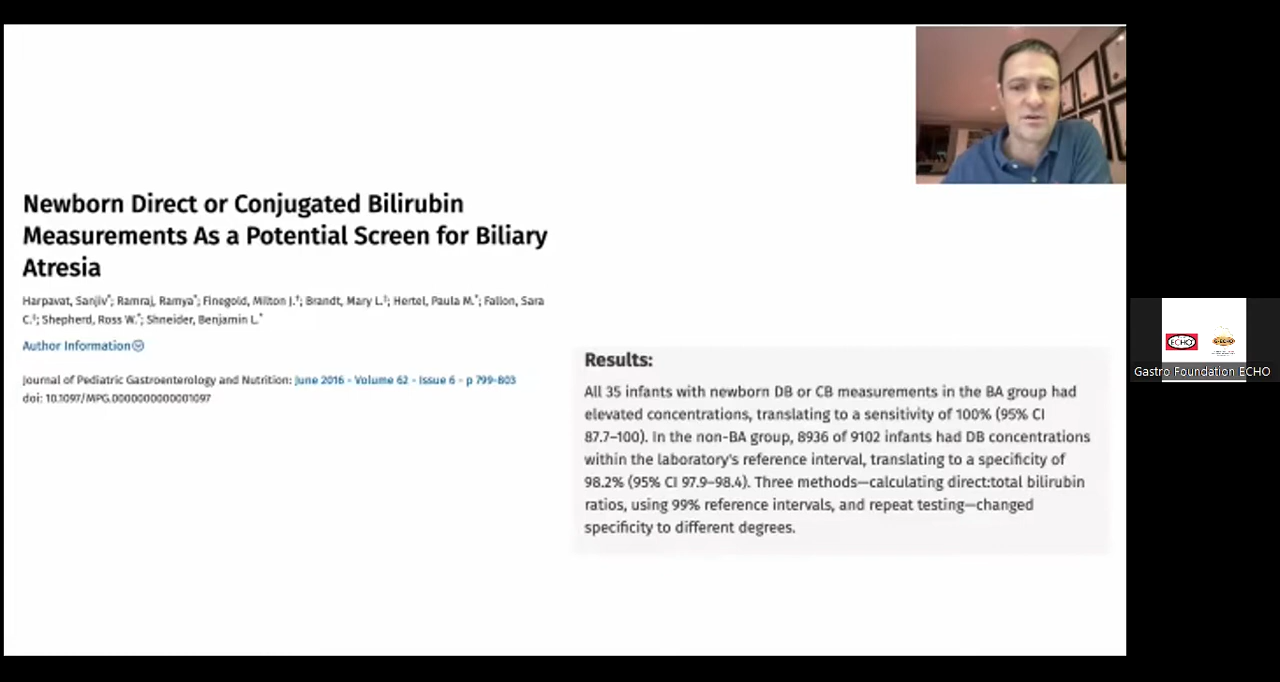 Newborn Direct or Conjugated Bilirubin
Measurements As a Potential Screen for Biliary
Atresia
Harpavat, Sanjiv*; Ramraj, Ramya*; Finegold, Milton J.†; Brandt, Mary L.‡; Hertel, Paula M.*; Fallon, Sara
C.‡; Shepherd, Ross W.*; Shneider, Benjamin L.*
Author Information
Journal of Pediatric Gastroenterology and Nutrition: June 2016 - Volume 62 - Issue 6 - p 799-803
doi: 10.1097/MPG.0000000000001097
Results:
All 35 infants with newborn DB or CB measurements in the BA group had
elevated concentrations, translating to a sensitivity of 100% (95% CI
87.7–100). In the non-BA group, 8936 of 9102 infants had DB concentrations
within the laboratory's reference interval, translating to a specificity of
98.2% (95% CI 97.9–98.4). Three methods—calculating direct:total bilirubin
ratios, using 99% reference intervals, and repeat testing—changed
specificity to different degrees.
ECHO
Gastro Foundation ECHO